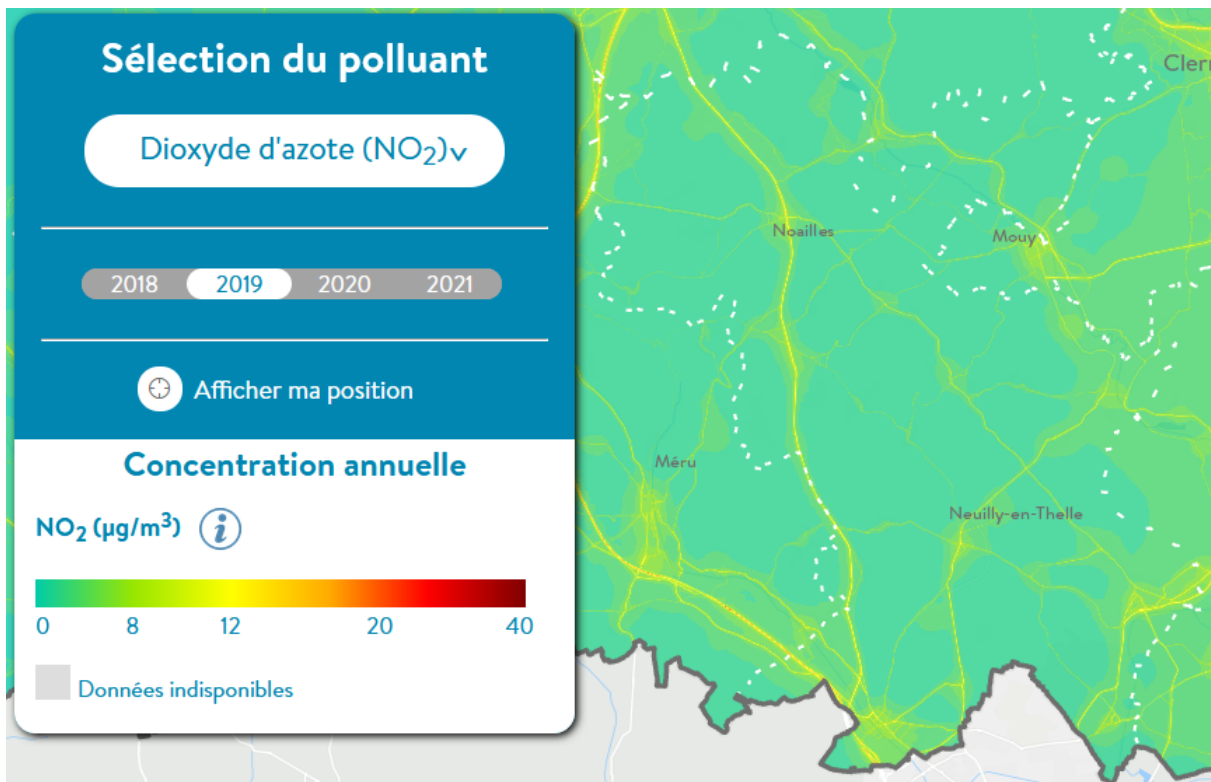 Sélection du polluant
Dioxyde d'azote (NO₂)
2018 2019 2020 2021
Afficher ma position
Concentration annuelle
NO₂ (µg/m³) i
0 8 12 20 40
Données indisponibles
Clerm
Noailles
Mouy
Méru
Neuilly-en-Thelle